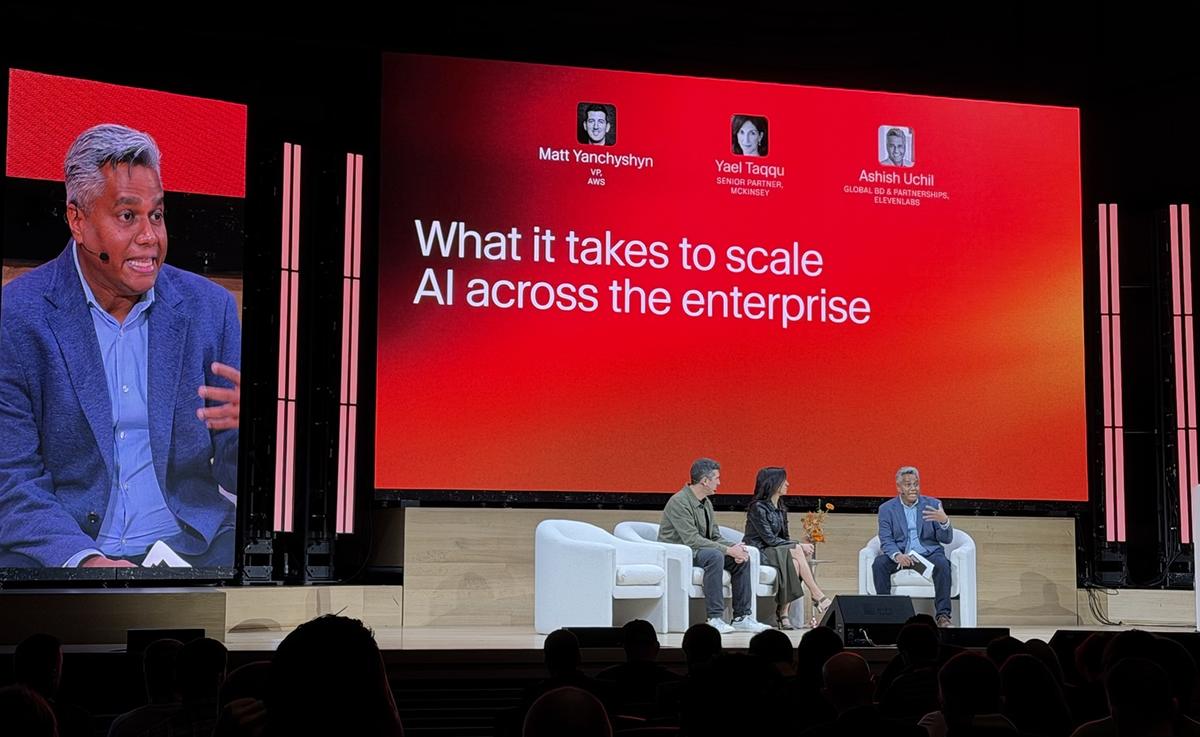 Matt Yanchyshyn
VP,
AWS
Yael Taqqu
SENIOR PARTNER,
MCKINSEY
Ashish Uchil
GLOBAL BD & PARTNERSHIPS,
ELEVENLABS
What it takes to scale
AI across the enterprise